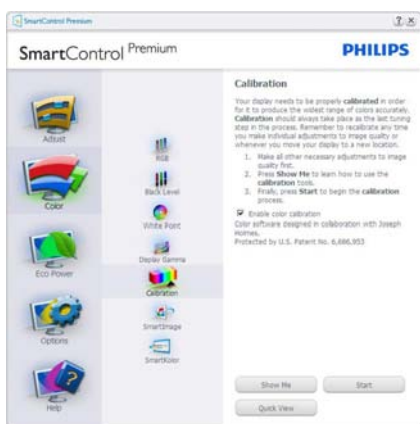 SmartControl Premium
SmartControl Premium
PHILIPS
Adjust
Color
Eco Power
Options
Help
RGB
Black Level
White Point
Display Gamma
Calibration
SmartImage
SmartKolor
Calibration
Your display needs to be properly calibrated in order
for it to produce the widest range of colors accurately.
Calibration should always take place as the last tuning
step in the process. Remember to recalibrate any time
you make individual adjustments to image quality or
whenever you move your display to a new location.
1. Make all other necessary adjustments to image
quality first.
2. Press Show Me to learn how to use the
calibration tools.
3. Finally, press Start to begin the calibration
process.
Enable color calibration
Color software designed in collaboration with Joseph
Holmes.
Protected by U.S. Patent No. 6,686,953
Show Me
Start
Quick View